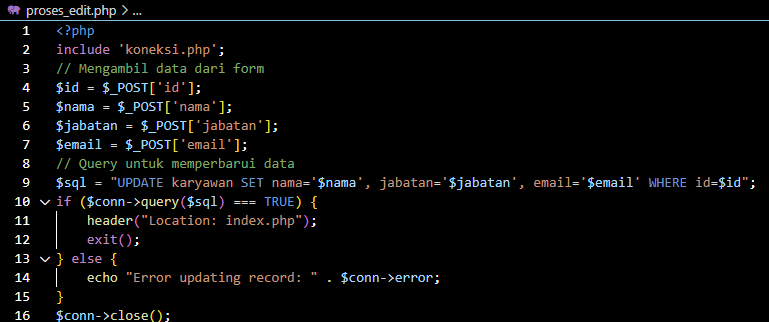 proses_edit.php > ...
1 <?php
2 include 'koneksi.php';
3 // Mengambil data dari form
4 $id = $_POST['id'];
5 $nama = $_POST['nama'];
6 $jabatan = $_POST['jabatan'];
7 $email = $_POST['email'];
8 // Query untuk memperbarui data
9 $sql = "UPDATE karyawan SET nama='$nama', jabatan='$jabatan', email='$email' WHERE id=$id";
10 if ($conn->query($sql) === TRUE) {
11     header("Location: index.php");
12     exit();
13 } else {
14     echo "Error updating record: " . $conn->error;
15 }
16 $conn->close();